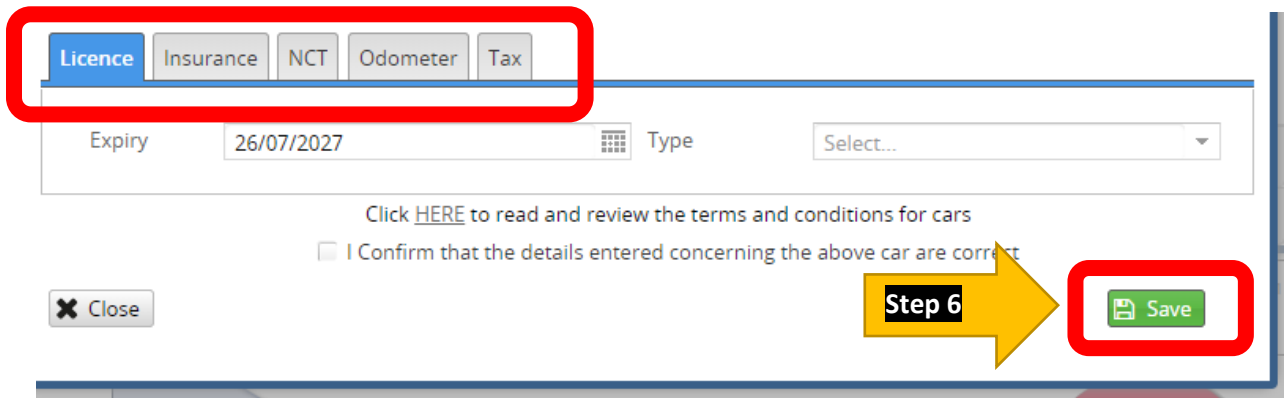 Licence Insurance NCT Odometer Tax
Expiry 26/07/2027 Type Select...
Click HERE to read and review the terms and conditions for cars
I Confirm that the details entered concerning the above car are correct
Close Step 6 Save